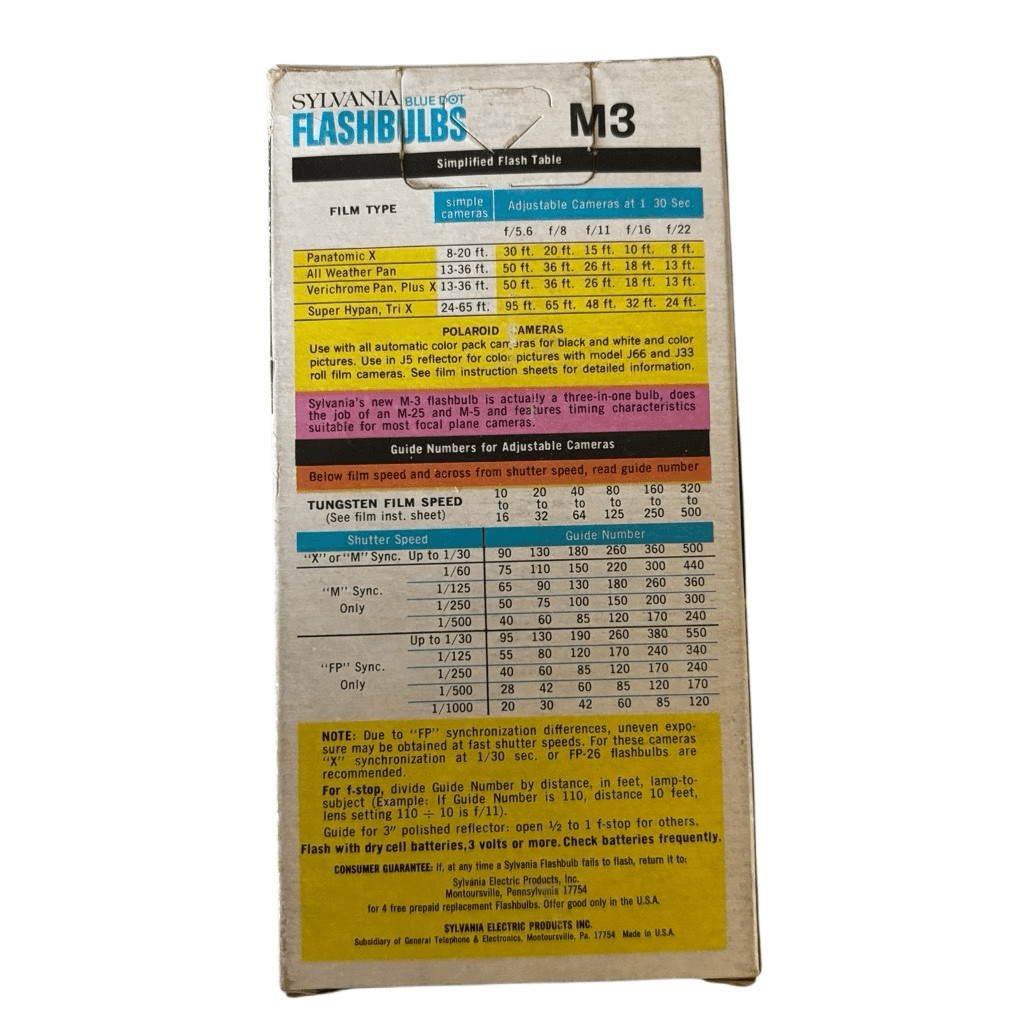 SYLVANIA BLUE DOT
FLASHBULBS M3
Simplified Flash Table
FILM TYPE simple cameras Adjustable Cameras at 1 30 Sec.
f/5.6 f/8 f/11 f/16 f/22
Panatomic X 8-20 ft. 30 ft. 20 ft. 15 ft. 10 ft. 8 ft.
All Weather Pan 13-36 ft. 50 ft. 36 ft. 26 ft. 18 ft. 13 ft.
Verichrome Pan, Plus X 13-36 ft. 50 ft. 36 ft. 26 ft. 18 ft. 13 ft.
Super Hypan, Tri X 24-65 ft. 95 ft. 65 ft. 48 ft. 32 ft. 24 ft.
POLAROID CAMERAS
Use with all automatic color pack cameras for black and white and color
pictures. Use in J5 reflector for color pictures with model J66 and J33
roll film cameras. See film instruction sheets for detailed information.
Sylvania's new M-3 flashbulb is actually a three-in-one bulb, does
the job of an M-25 and M-5 and features timing characteristics
suitable for most focal plane cameras.
Guide Numbers for Adjustable Cameras
Below film speed and across from shutter speed, read guide number
TUNGSTEN FILM SPEED 10 to 16 20 to 32 40 to 64 80 to 125 160 to 250 320 to 500
(See film inst. sheet)
Shutter Speed Guide Number
"X" or "M" Sync. Up to 1/30 90 130 180 260 360 500
"M" Sync. Only 1/60 75 110 150 220 300 440
1/125 65 90 130 180 260 360
1/250 50 75 100 150 200 300
1/500 40 60 85 120 170 240
"FP" Sync. Only Up to 1/30 95 130 190 260 380 550
1/125 55 80 120 170 240 340
1/250 40 60 85 120 170 240
1/500 28 42 60 85 120 170
1/1000 20 30 42 60 85 120
NOTE: Due to "FP" synchronization differences, uneven expo-
sure may be obtained at fast shutter speeds. For these cameras
"X" synchronization at 1/30 sec. or FP-26 flashbulbs are
recommended.
For f-stop, divide Guide Number by distance, in feet, lamp-to-
subject (Example: If Guide Number is 110, distance 10 feet,
lens setting 110 ÷ 10 is f/11).
Guide for 3" polished reflector: open ½ to 1 f-stop for others.
Flash with dry cell batteries, 3 volts or more. Check batteries frequently.
CONSUMER GUARANTEE: If, at any time a Sylvania Flashbulb fails to flash, return it to:
Sylvania Electric Products, Inc.
Montoursville, Pennsylvania 17754
for 4 free prepaid replacement Flashbulbs. Offer good only in the U.S.A.
SYLVANIA ELECTRIC PRODUCTS INC.
Subsidiary of General Telephone & Electronics, Montoursville, Pa. 17754 Made in U.S.A.